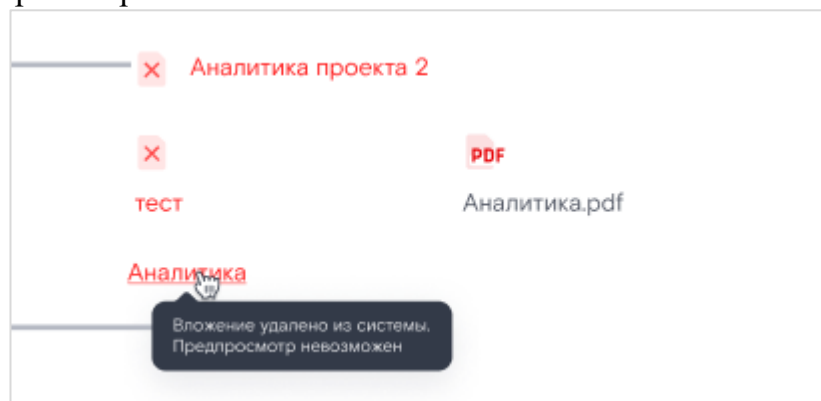 Аналитика проекта 2
PDF
тест
Аналитика.pdf
Аналитика
Вложение удалено из системы.
Предпросмотр невозможен